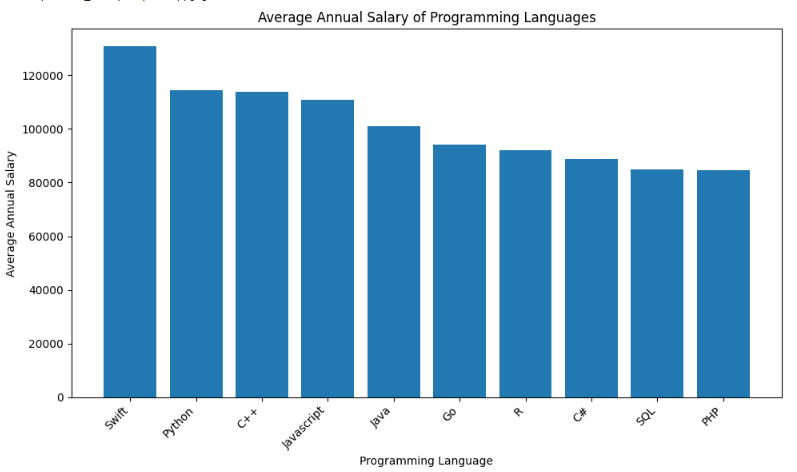 Average Annual Salary of Programming Languages
120000
100000
80000
60000
40000
20000
0
Average Annual Salary
Swift
Python
C++
Javascript
Java
Go
R
C#
SQL
PHP
Programming Language